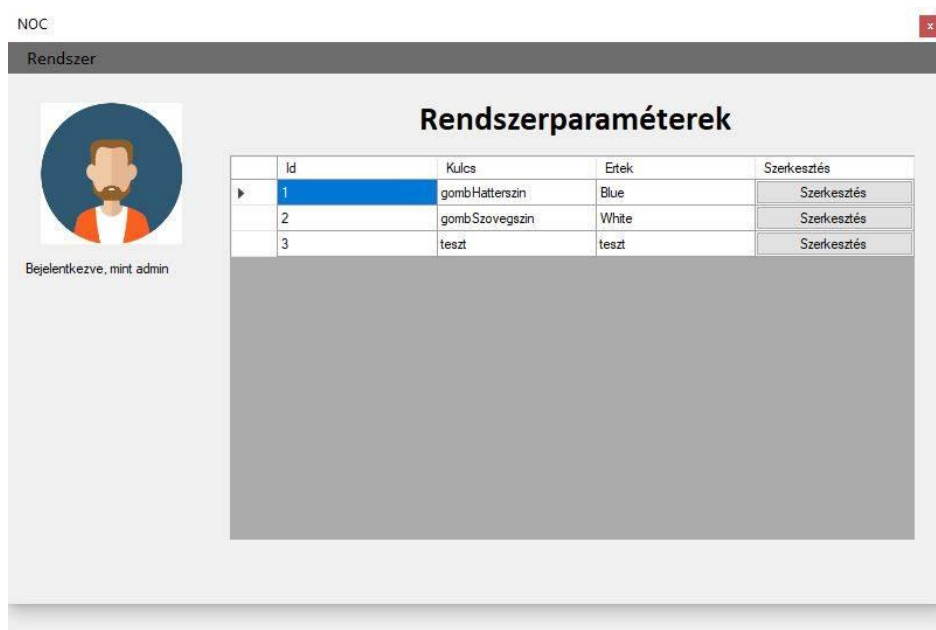 NOC
x
Rendszer
Rendszerparaméterek
Id Kulcs Ertek Szerkesztés
1 gombHatterszin Blue Szerkesztés
2 gombSzovegszin White Szerkesztés
3 teszt teszt Szerkesztés
Bejelentkezve, mint admin